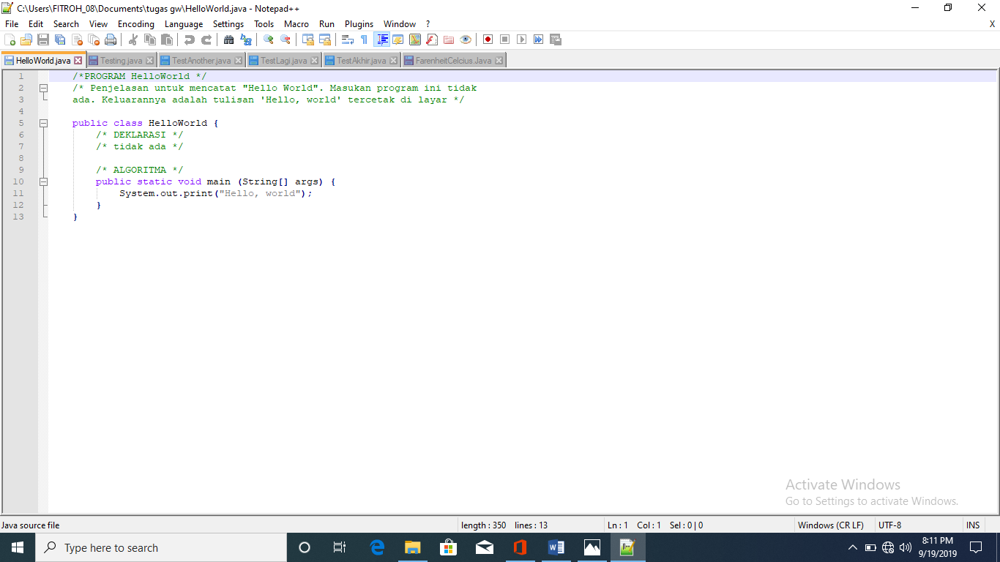 C:\Users\FITROH_08\Documents\tugas gw\HelloWorld.java - Notepad++
File Edit Search View Encoding Language Settings Tools Macro Run Plugins Window ? X
HelloWorld.java Testing.java TestAnother.java TestLagi.java TestAkhir.java FarenheitCelcius.Java
1 /*PROGRAM HelloWorld */
2 /* Penjelasan untuk mencatat "Hello World". Masukan program ini tidak
3 ada. Keluarannya adalah tulisan 'Hello, world' tercetak di layar */
4
5 public class HelloWorld {
6 /* DEKLARASI */
7 /* tidak ada */
8
9 /* ALGORITMA */
10 public static void main (String[] args) {
11 System.out.print("Hello, world");
12 }
13 }
Activate Windows
Go to Settings to activate Windows.
Java source file length : 350 lines : 13 Ln : 1 Col : 1 Sel : 0 | 0 Windows (CR LF) UTF-8 INS
Type here to search
8:11 PM
9/19/2019